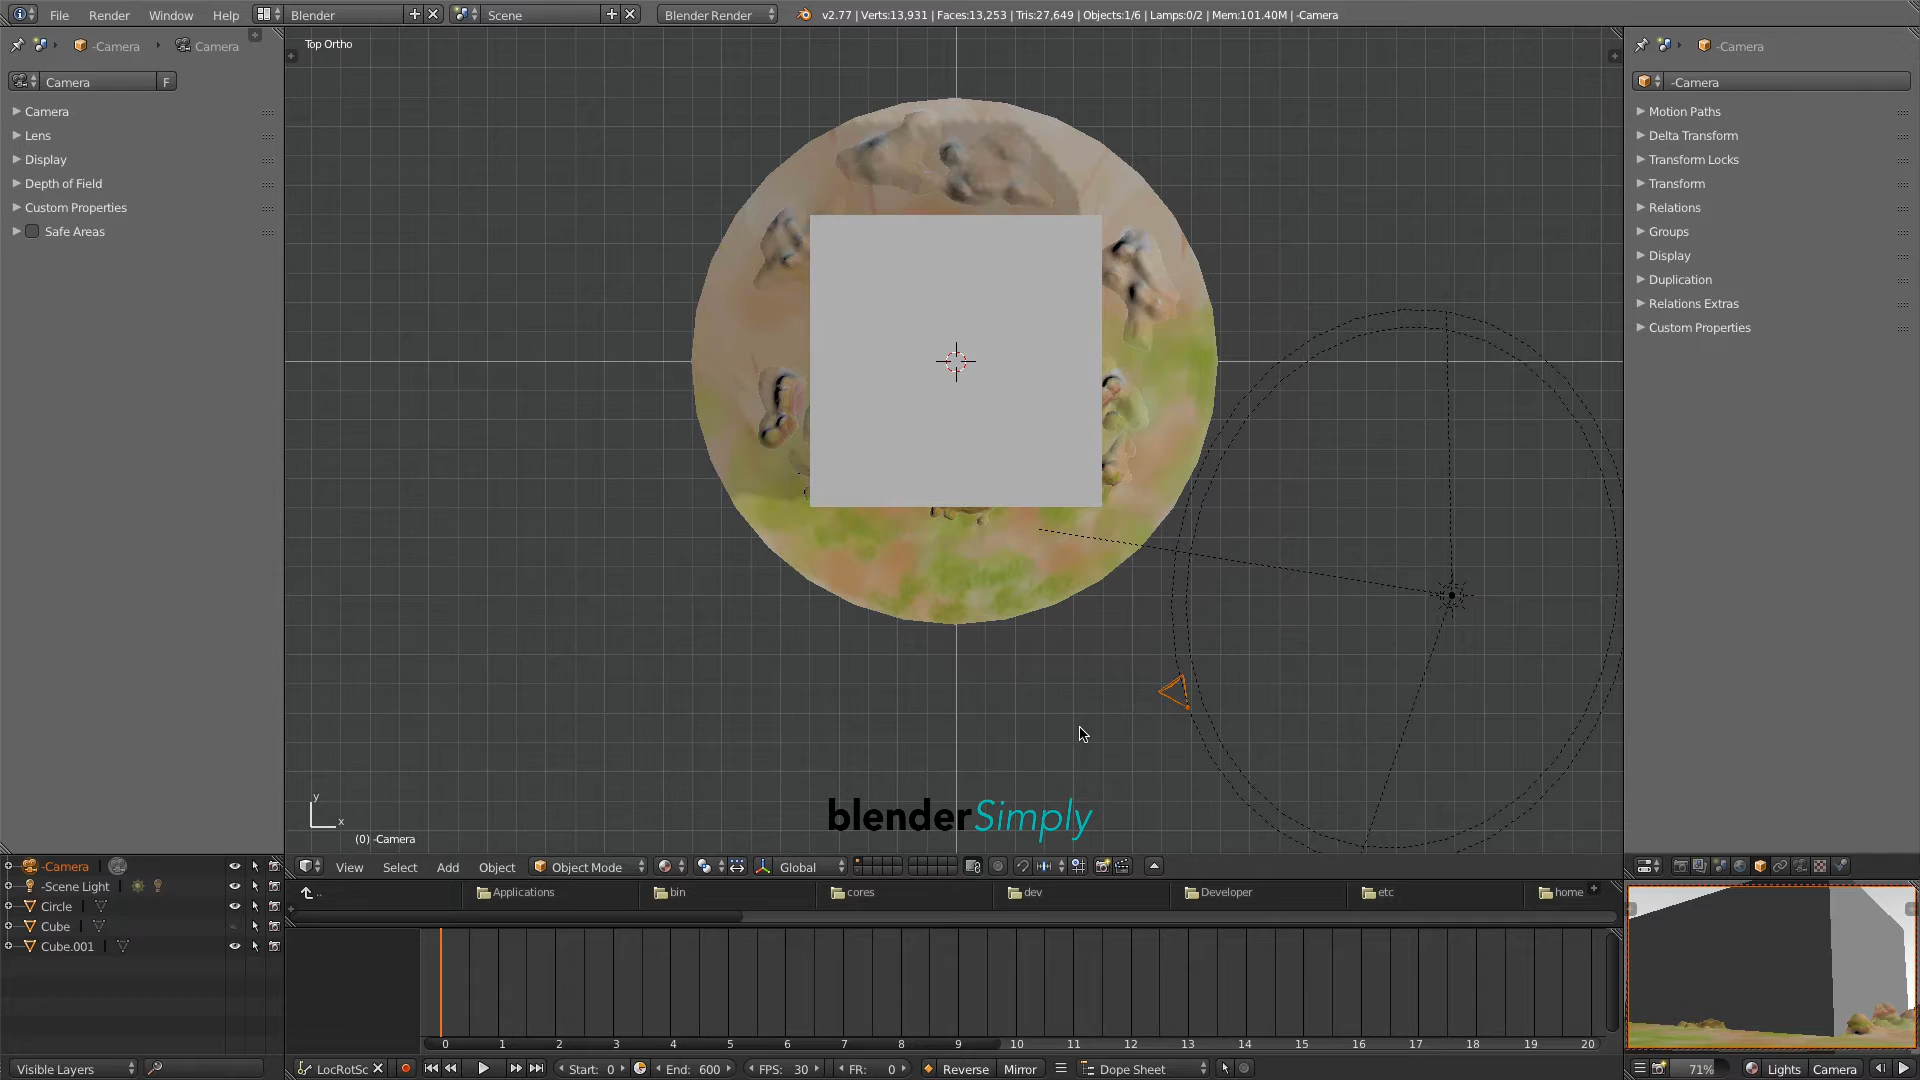 File Render Window Help Blender Scene Blender Render v2.77 | Verts:13,931 | Faces:13,253 | Tris:27,649 | Objects:1/6 | Lamps:0/2 | Mem:101.40M | -Camera
-Camera Camera
Camera F
Camera
Lens
Display
Depth of Field
Custom Properties
Safe Areas
Top Ortho
y
x
(0) -Camera
blenderSimply
-Camera
-Camera
Motion Paths
Delta Transform
Transform Locks
Transform
Relations
Groups
Display
Duplication
Relations Extras
Custom Properties
View Select Add Object Object Mode Global
-Camera
-Scene Light
Circle
Cube
Cube.001
Visible Layers
.. Applications bin cores dev Developer etc home
0 1 2 3 4 5 6 7 8 9 10 11 12 13 14 15 16 17 18 19 20
LocRotSc Start: 0 End: 600 FPS: 30 FR: 0 Reverse Mirror Dope Sheet
71% Lights Camera